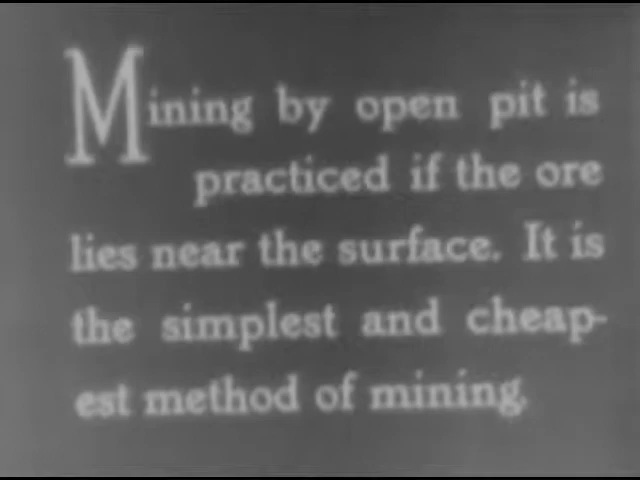 Mining by open pit is
practiced if the ore
lies near the surface. It is
the simplest and cheap-
est method of mining.